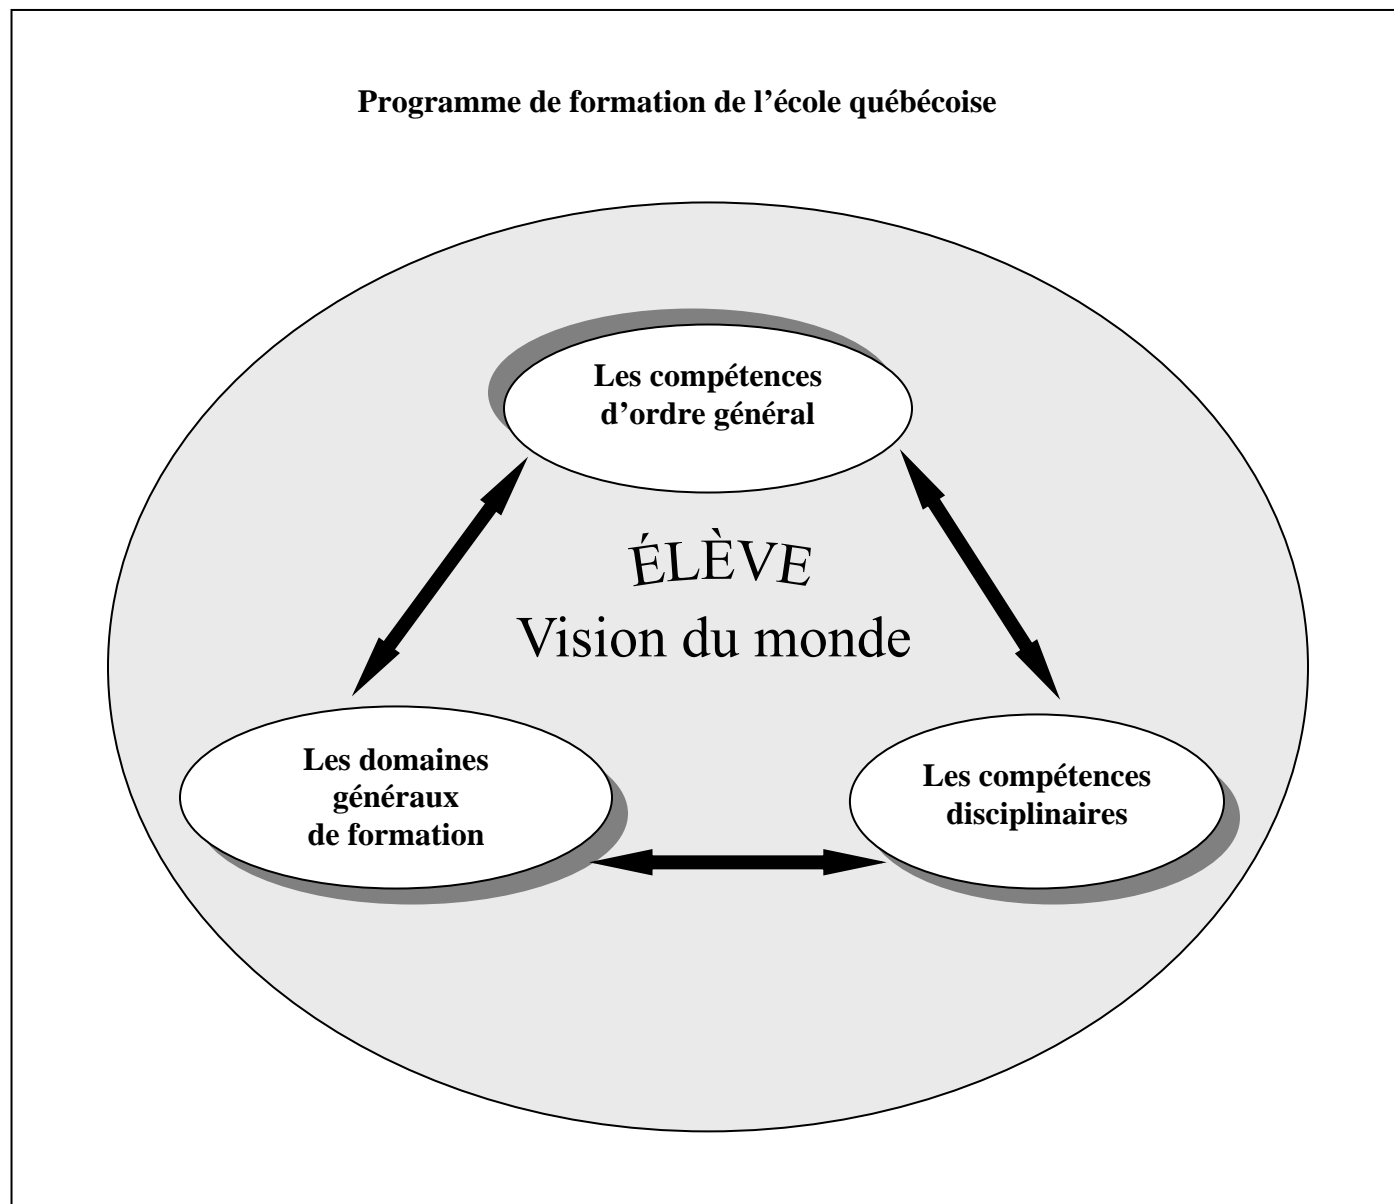 Programme de formation de l’école québécoise
Les compétences
d’ordre général
ÉLÈVE
Vision du monde
Les domaines
généraux
de formation
Les compétences
disciplinaires